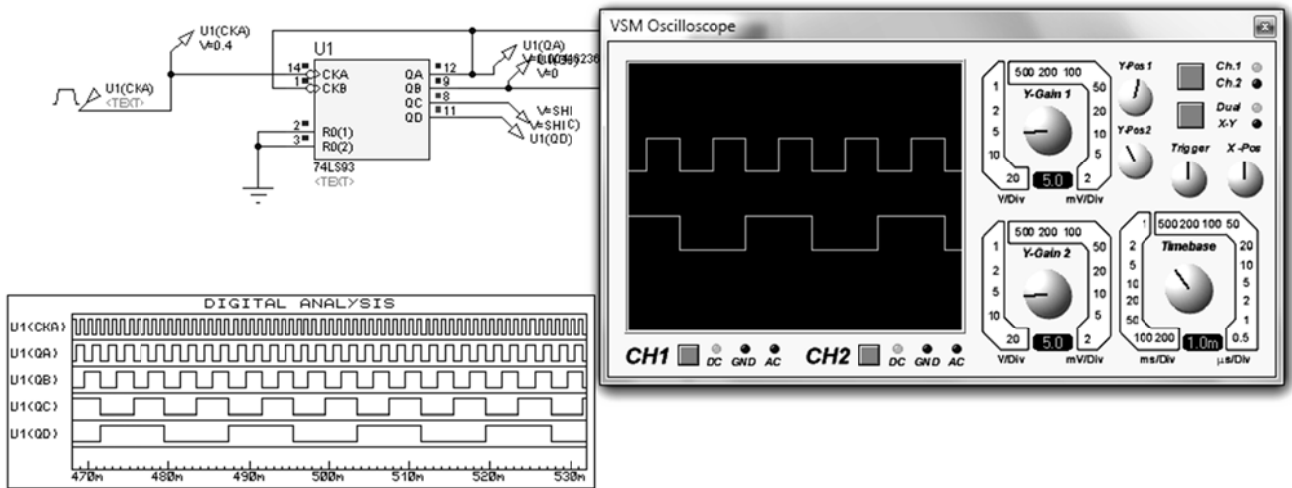 U1(CKA)
V=0.4
U1(CKA)
<TEXT>
U1
14
CKA
1
CKB
2
R0(1)
3
R0(2)
QA
12
QB
9
QC
8
QD
11
74LS93
<TEXT>
U1(QA)
V=0
V=SHI
V=SHI C)
U1(QD)
VSM Oscilloscope
500 200 100
50
20
10
5
2
1
2
5
10
20
Y-Gain 1
5.0
V/Div
mV/Div
Y-Pos1
Y-Pos2
Ch.1
Ch.2
Dual
X-Y
Trigger
X -Pos
500 200 100
50
20
10
5
2
1
2
5
10
20
Y-Gain 2
5.0
V/Div
mV/Div
1
500 200 100 50
2
5
10
20
50
100 200
20
10
5
2
1
0.5
Timebase
1.0m
ms/Div
µs/Div
CH1
DC
GND
AC
CH2
DC
GND
AC
DIGITAL ANALYSIS
U1(CKA)
U1(QA)
U1(QB)
U1(QC)
U1(QD)
470m
480m
490m
500m
510m
520m
530m